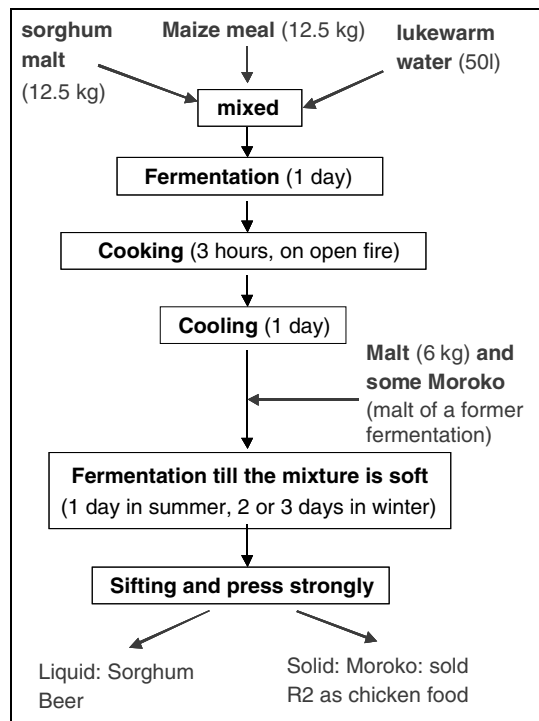 sorghum
malt
(12.5 kg)
Maize meal (12.5 kg)
lukewarm
water (50l)
mixed
Fermentation (1 day)
Cooking (3 hours, on open fire)
Cooling (1 day)
Malt (6 kg) and
some Moroko
(malt of a former
fermentation)
Fermentation till the mixture is soft
(1 day in summer, 2 or 3 days in winter)
Sifting and press strongly
Liquid: Sorghum
Beer
Solid: Moroko: sold
R2 as chicken food